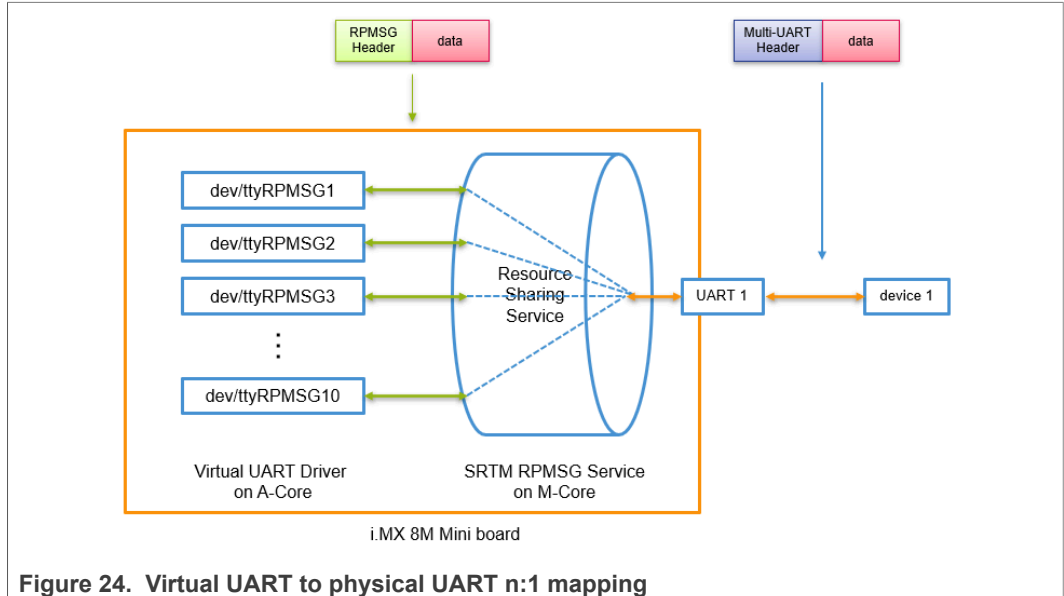 RPMSG
Header
data
Multi-UART
Header
data
dev/ttyRPMSG1
dev/ttyRPMSG2
dev/ttyRPMSG3
⋮
dev/ttyRPMSG10
Resource
Sharing
Service
UART 1
device 1
Virtual UART Driver
on A-Core
SRTM RPMSG Service
on M-Core
i.MX 8M Mini board
Figure 24. Virtual UART to physical UART n:1 mapping